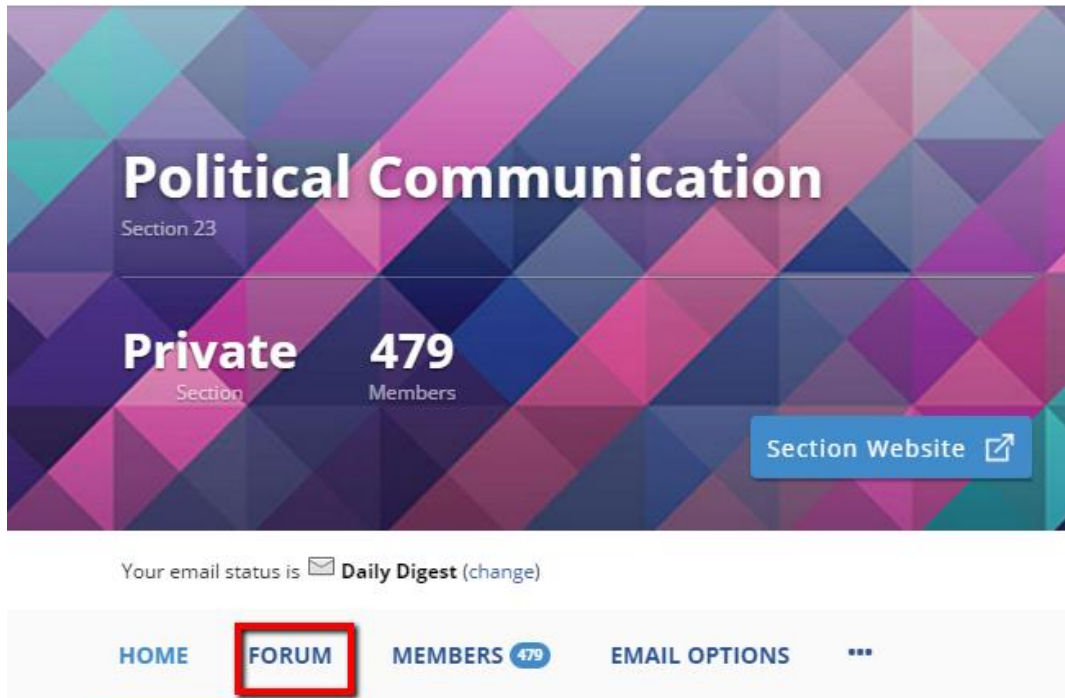 Political Communication
Section 23
Private 479
Section Members
Section Website
Your email status is Daily Digest (change)
HOME FORUM MEMBERS 479 EMAIL OPTIONS •••